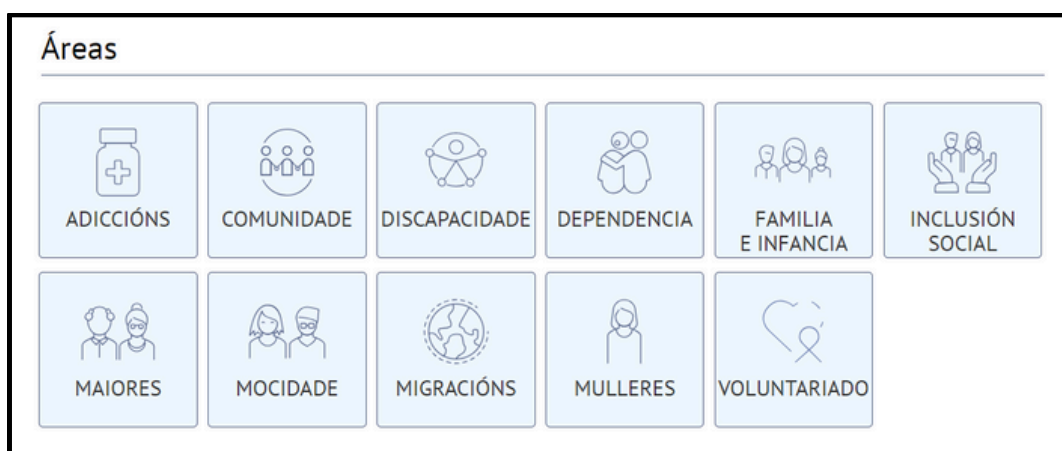 Áreas
ADICCIÓNS
COMUNIDADE
DISCAPACIDADE
DEPENDENCIA
FAMILIA
E INFANCIA
INCLUSIÓN
SOCIAL
MAIORES
MOCIDADE
MIGRACIÓNS
MULLERES
VOLUNTARIADO